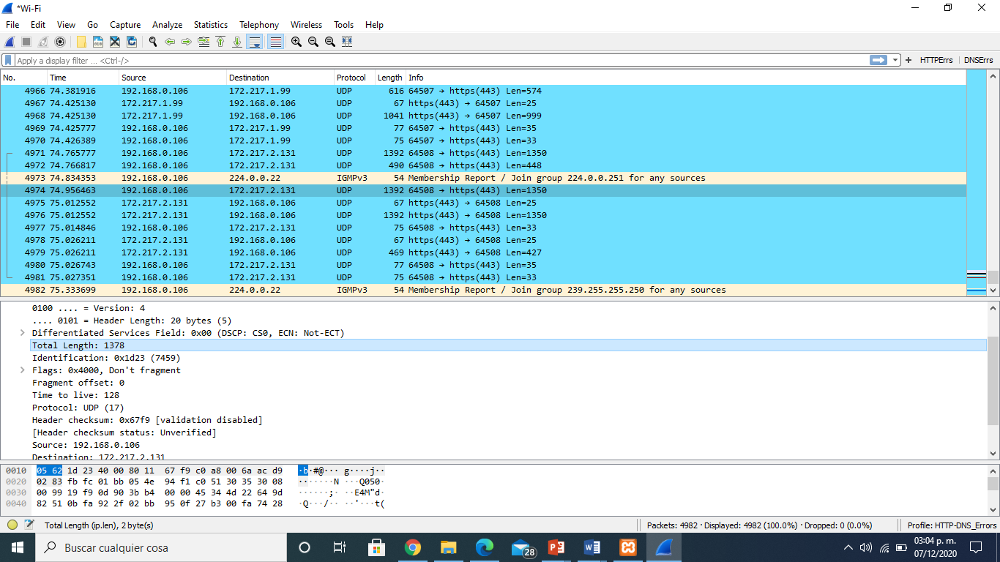 *Wi-Fi
File Edit View Go Capture Analyze Statistics Telephony Wireless Tools Help
Apply a display filter ... <Ctrl-/> + HTTPErrs DNSErrs
No. Time Source Destination Protocol Length Info
4966 74.381916 192.168.0.106 172.217.1.99 UDP 616 64507 → https(443) Len=574
4967 74.425130 172.217.1.99 192.168.0.106 UDP 67 https(443) → 64507 Len=25
4968 74.425130 172.217.1.99 192.168.0.106 UDP 1041 https(443) → 64507 Len=999
4969 74.425777 192.168.0.106 172.217.1.99 UDP 77 64507 → https(443) Len=35
4970 74.426389 192.168.0.106 172.217.1.99 UDP 75 64507 → https(443) Len=33
4971 74.765777 192.168.0.106 172.217.2.131 UDP 1392 64508 → https(443) Len=1350
4972 74.766817 192.168.0.106 172.217.2.131 UDP 490 64508 → https(443) Len=448
4973 74.834353 192.168.0.106 224.0.0.22 IGMPv3 54 Membership Report / Join group 224.0.0.251 for any sources
4974 74.956463 192.168.0.106 172.217.2.131 UDP 1392 64508 → https(443) Len=1350
4975 75.012552 172.217.2.131 192.168.0.106 UDP 67 https(443) → 64508 Len=25
4976 75.012552 172.217.2.131 192.168.0.106 UDP 1392 https(443) → 64508 Len=1350
4977 75.014846 192.168.0.106 172.217.2.131 UDP 75 64508 → https(443) Len=33
4978 75.026211 172.217.2.131 192.168.0.106 UDP 67 https(443) → 64508 Len=25
4979 75.026211 172.217.2.131 192.168.0.106 UDP 469 https(443) → 64508 Len=427
4980 75.026743 192.168.0.106 172.217.2.131 UDP 77 64508 → https(443) Len=35
4981 75.027351 192.168.0.106 172.217.2.131 UDP 75 64508 → https(443) Len=33
4982 75.333699 192.168.0.106 224.0.0.22 IGMPv3 54 Membership Report / Join group 239.255.255.250 for any sources
0100 .... = Version: 4
.... 0101 = Header Length: 20 bytes (5)
Differentiated Services Field: 0x00 (DSCP: CS0, ECN: Not-ECT)
Total Length: 1378
Identification: 0x1d23 (7459)
Flags: 0x4000, Don't fragment
Fragment offset: 0
Time to live: 128
Protocol: UDP (17)
Header checksum: 0x67f9 [validation disabled]
[Header checksum status: Unverified]
Source: 192.168.0.106
Destination: 172.217.2.131
0010 05 62 1d 23 40 00 80 11 67 f9 c0 a8 00 6a ac d9 ·b·#@··· g····j··
0020 02 83 fb fc 01 bb 05 4e 94 f1 c0 51 30 35 30 08 ·······N ···Q050·
0030 00 99 19 f9 0d 90 3b b4 00 00 45 34 4d 22 64 9d ······;· ··E4M"d·
0040 82 51 0b fa 92 2f 02 bb 95 0f 27 b3 00 fa 74 28 ·Q···/·· ··'···t(
Total Length (ip.len), 2 byte(s) Packets: 4982 · Displayed: 4982 (100.0%) · Dropped: 0 (0.0%) Profile: HTTP-DNS_Errors
Buscar cualquier cosa 28 03:04 p. m.
07/12/2020